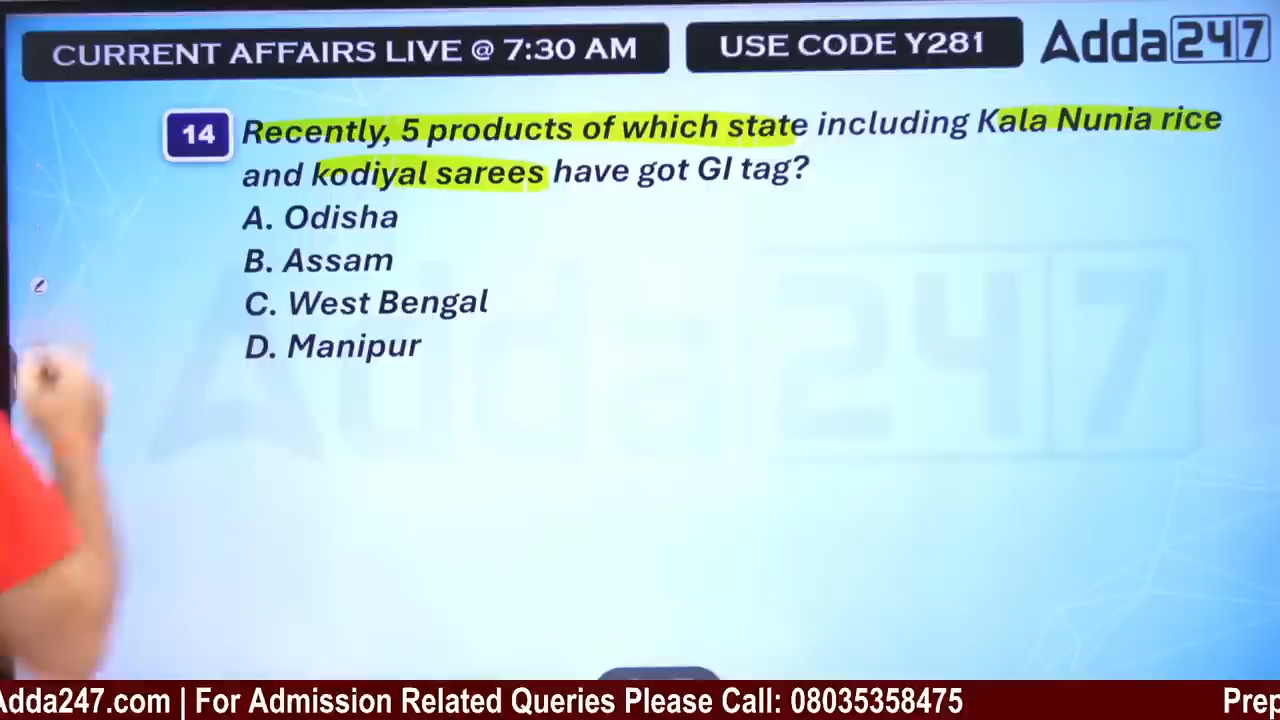 CURRENT AFFAIRS LIVE @ 7:30 AM
USE CODE Y281
Adda247
14
Recently, 5 products of which state including Kala Nunia rice
and kodiyal sarees have got GI tag?
A. Odisha
B. Assam
C. West Bengal
D. Manipur
Adda247
Adda247.com | For Admission Related Queries Please Call: 08035358475
Prep